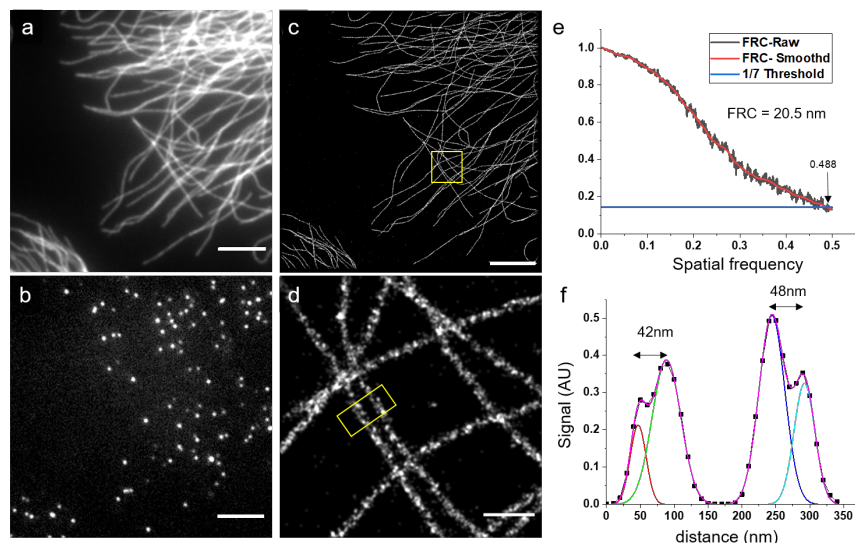 a
c
b
d
e
FRC-Raw
FRC- Smoothd
1/7 Threshold
FRC = 20.5 nm
0.488
1.0
0.8
0.6
0.4
0.2
0.0
0.0 0.1 0.2 0.3 0.4 0.5
Spatial frequency
f
48nm
42nm
0.5
0.4
0.3
0.2
0.1
0.0
Signal (AU)
0 50 100 150 200 250 300 350
distance (nm)